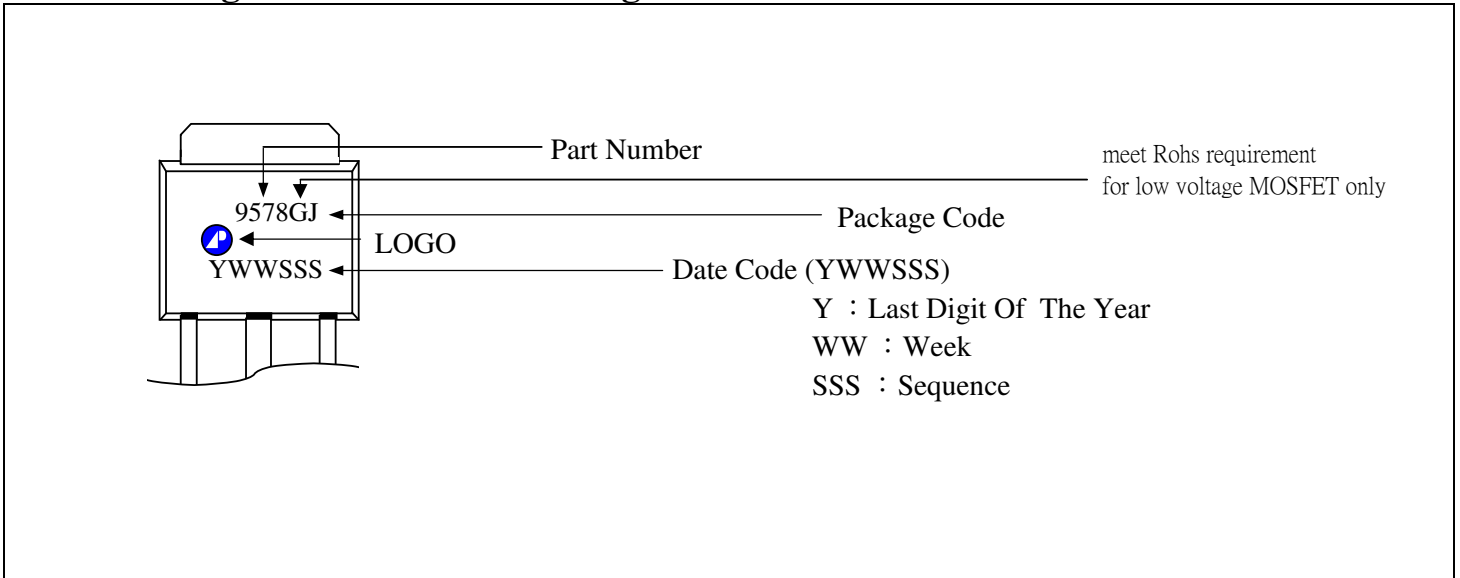 Part Number
meet Rohs requirement
for low voltage MOSFET only
9578GJ
Package Code
LOGO
YWWSSS
Date Code (YWWSSS)
Y ：Last Digit Of The Year
WW ：Week
SSS ：Sequence